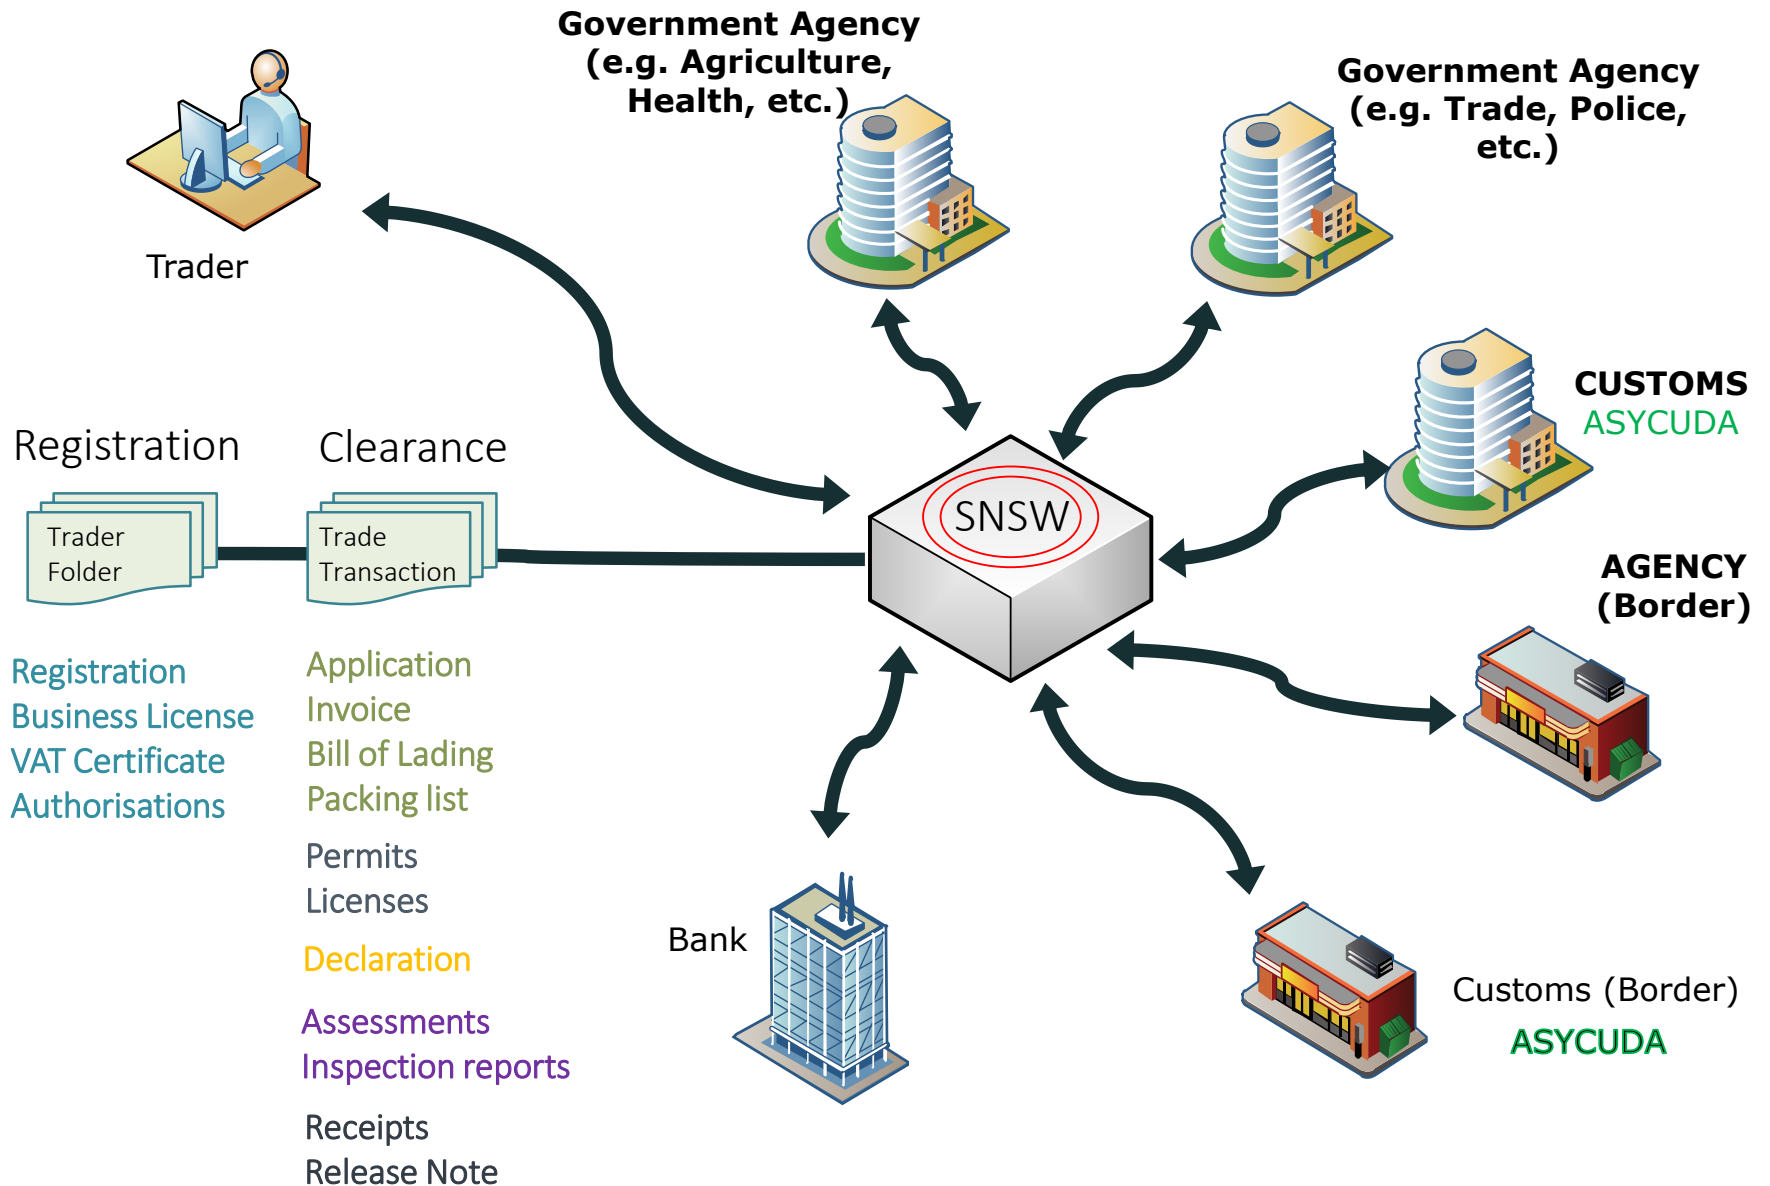 Government Agency
(e.g. Agriculture,
Health, etc.)
Government Agency
(e.g. Trade, Police,
etc.)
Trader
CUSTOMS
ASYCUDA
Registration
Clearance
Trader
Folder
Trade
Transaction
SNSW
AGENCY
(Border)
Registration
Business License
VAT Certificate
Authorisations
Application
Invoice
Bill of Lading
Packing list
Permits
Licenses
Declaration
Assessments
Inspection reports
Receipts
Release Note
Bank
Customs (Border)
ASYCUDA